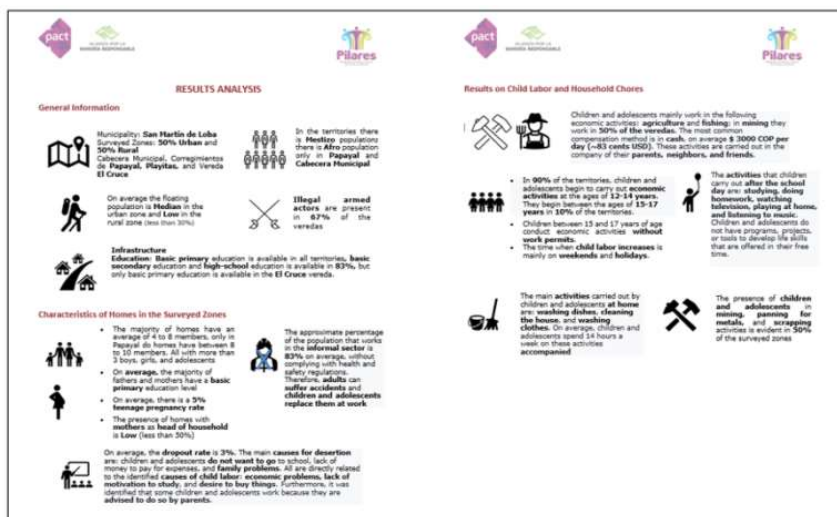 pact
ALIANZA POR LA
MINERÍA RESPONSABLE
Pilares
RESULTS ANALYSIS
General Information
Municipality: San Martín de Loba
Surveyed Zones: 50% Urban and
50% Rural
Cabecera Municipal, Corregimientos
de Papayal, Playitas, and Vereda
El Cruce
In the territories there is
Mestizo populations
there is Afro population
only in Papayal and
Cabecera Municipal
On average the floating
population is Median in the
urban zone and Low in the
rural zone (less than 30%)
Illegal armed
actors are present
in 67% of the
veredas
Infrastructure
Education: Basic primary education is available in all territories, basic
secondary education and high-school education is available in 83%, but
only basic primary education is available in the El Cruce vereda.
Characteristics of Homes in the Surveyed Zones
• The majority of homes have an
average of 4 to 8 members, only in
Papayal do homes have between 8
to 10 members. All with more than
3 boys, girls, and adolescents
• On average, the majority of
fathers and mothers have a basic
primary education level
• On average, there is a 5%
teenage pregnancy rate
• The presence of homes with
mothers as head of household
is Low (less than 30%)
The approximate percentage
of the population that works
in the informal sector is
83% on average, without
complying with health and
safety regulations.
Therefore, adults can
suffer accidents and
children and adolescents
replace them at work
On average, the dropout rate is 3%. The main causes for desertion
are: children and adolescents do not want to go to school, lack of
money to pay for expenses, and family problems. All are directly related
to the identified causes of child labor: economic problems, lack of
motivation to study, and desire to buy things. Furthermore, it was
identified that some children and adolescents work because they are
advised to do so by parents.
pact
ALIANZA POR LA
MINERÍA RESPONSABLE
Pilares
Results on Child Labor and Household Chores
Children and adolescents mainly work in the following
economic activities: agriculture and fishing; in mining they
work in 50% of the veredas. The most common
compensation method is in cash, on average $ 3000 COP per
day (~83 cents USD). These activities are carried out in the
company of their parents, neighbors, and friends.
• In 90% of the territories, children and
adolescents begin to carry out economic
activities at the ages of 12-14 years.
They begin between the ages of 15-17
years in 10% of the territories.
• Children between 15 and 17 years of age
conduct economic activities without
work permits.
• The time when child labor increases is
mainly on weekends and holidays.
The activities that children
carry out after the school
day are: studying, doing
homework, watching
television, playing at home,
and listening to music.
Children and adolescents do
not have programs, projects,
or tools to develop life skills
that are offered in their free
time.
The main activities carried out by
children and adolescents at home
are: washing dishes, cleaning
the house, and washing
clothes. On average, children and
adolescents spend 14 hours a
week on these activities
accompanied
The presence of children
and adolescents in
mining, panning for
metals, and scrapping
activities is evident in 50%
of the surveyed zones